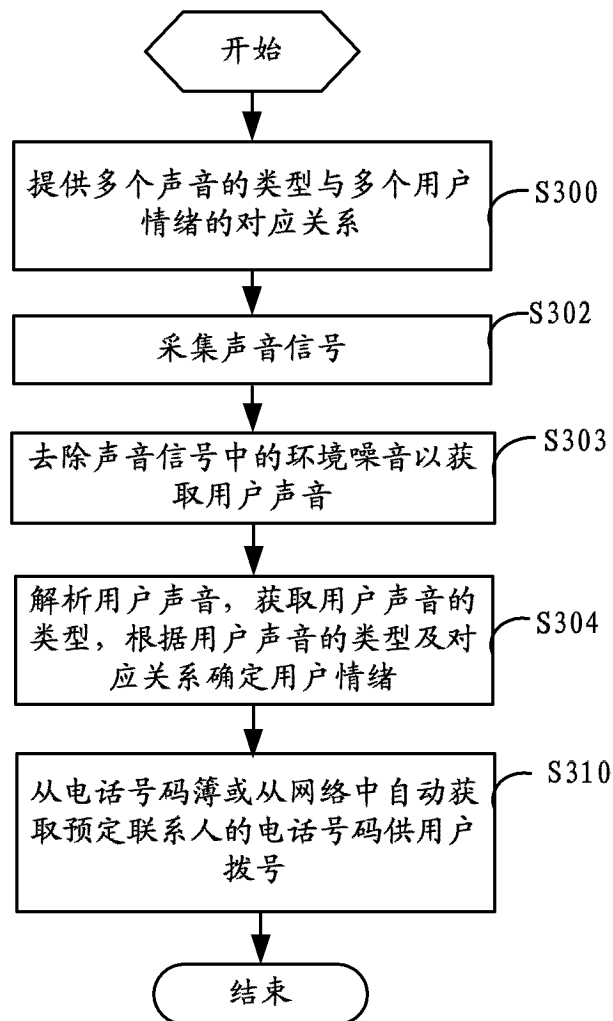 开始
提供多个声音的类型与多个用户
情绪的对应关系
S300
采集声音信号
S302
去除声音信号中的环境噪音以获
取用户声音
S303
解析用户声音，获取用户声音的
类型，根据用户声音的类型及对
应关系确定用户情绪
S304
从电话号码簿或从网络中自动获
取预定联系人的电话号码供用户
拨号
S310
结束